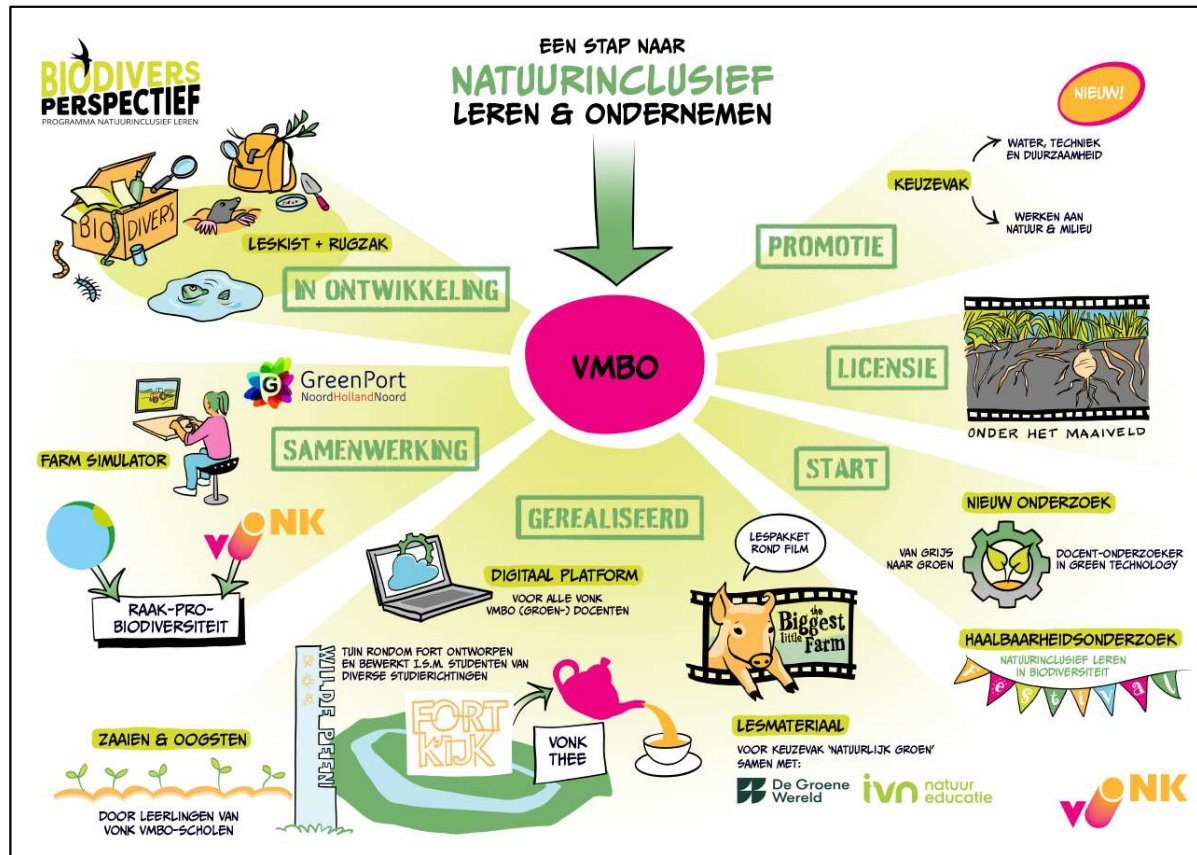 BIODIVERS
PERSPECTIEF
PROGRAMMA NATUURINCLUSIEF LEREN
EEN STAP NAAR
NATUURINCLUSIEF
LEREN & ONDERNEMEN
NIEUW!
WATER, TECHNIEK
EN DUURZAAMHEID
KEUZEVAK
WERKEN AAN
NATUUR & MILIEU
PROMOTIE
BIODIVERS
LESKIST + RUGZAK
IN ONTWIKKELING
VMBO
LICENSIE
ONDER HET MAAIVELD
GreenPort
NoordHollandNoord
SAMENWERKING
FARM SIMULATOR
VONK
RAAK-PRO-
BIODIVERSITEIT
START
NIEUW ONDERZOEK
VAN GRIJS
NAAR GROEN
DOCENT-ONDERZOEKER
IN GREEN TECHNOLOGY
HAALBAARHEIDSONDERZOEK
NATUURINCLUSIEF LEREN
IN BIODIVERSITEIT
Festival
GEREALISEERD
DIGITAAL PLATFORM
VOOR ALLE VONK
VMBO (GROEN-) DOCENTEN
LESPAKKET
ROND FILM
the
Biggest
little
Farm
LESMATERIAAL
VOOR KEUZEVAK 'NATUURLIJK GROEN'
SAMEN MET:
De Groene
Wereld
ivn natuur
educatie
TUIN RONDOM FORT ONTWORPEN
EN BEWERKT I.S.M. STUDENTEN VAN
DIVERSE STUDIERICHTINGEN
WILDE PEEN!
FORT
K'IJK
VONK
THEE
ZAAIEN & OOGSTEN
DOOR LEERLINGEN VAN
VONK VMBO-SCHOLEN
VONK